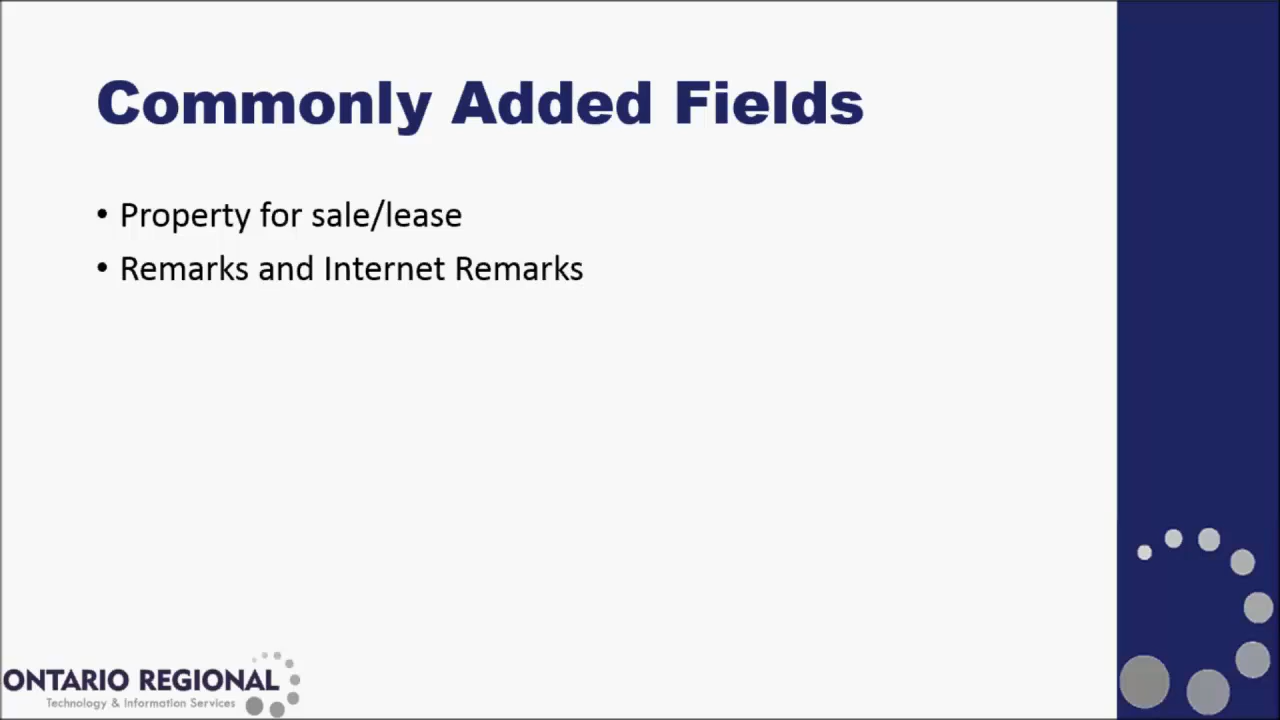 Commonly Added Fields
• Property for sale/lease
• Remarks and Internet Remarks
ONTARIO REGIONAL
Technology & Information Services